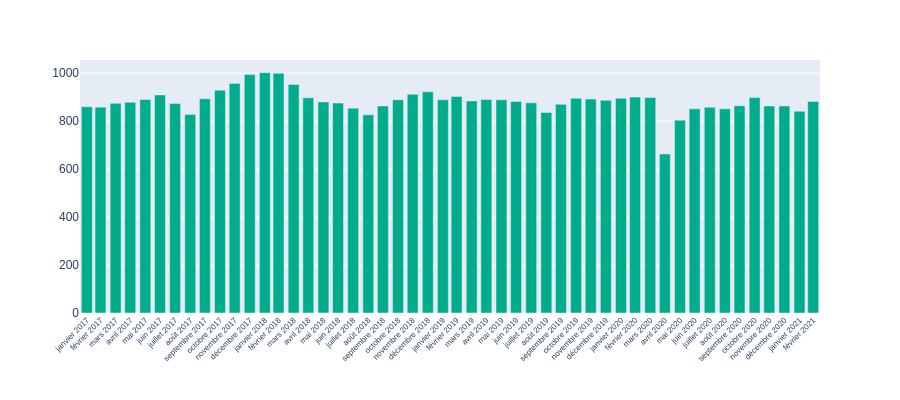 1000
800
600
400
200
0
janvier 2017
février 2017
mars 2017
avril 2017
mai 2017
juin 2017
juillet 2017
août 2017
septembre 2017
octobre 2017
novembre 2017
décembre 2017
janvier 2018
février 2018
mars 2018
avril 2018
mai 2018
juin 2018
juillet 2018
août 2018
septembre 2018
octobre 2018
novembre 2018
décembre 2018
janvier 2019
février 2019
mars 2019
avril 2019
mai 2019
juin 2019
juillet 2019
août 2019
septembre 2019
octobre 2019
novembre 2019
décembre 2019
janvier 2020
février 2020
mars 2020
avril 2020
mai 2020
juin 2020
juillet 2020
août 2020
septembre 2020
octobre 2020
novembre 2020
décembre 2020
janvier 2021
février 2021